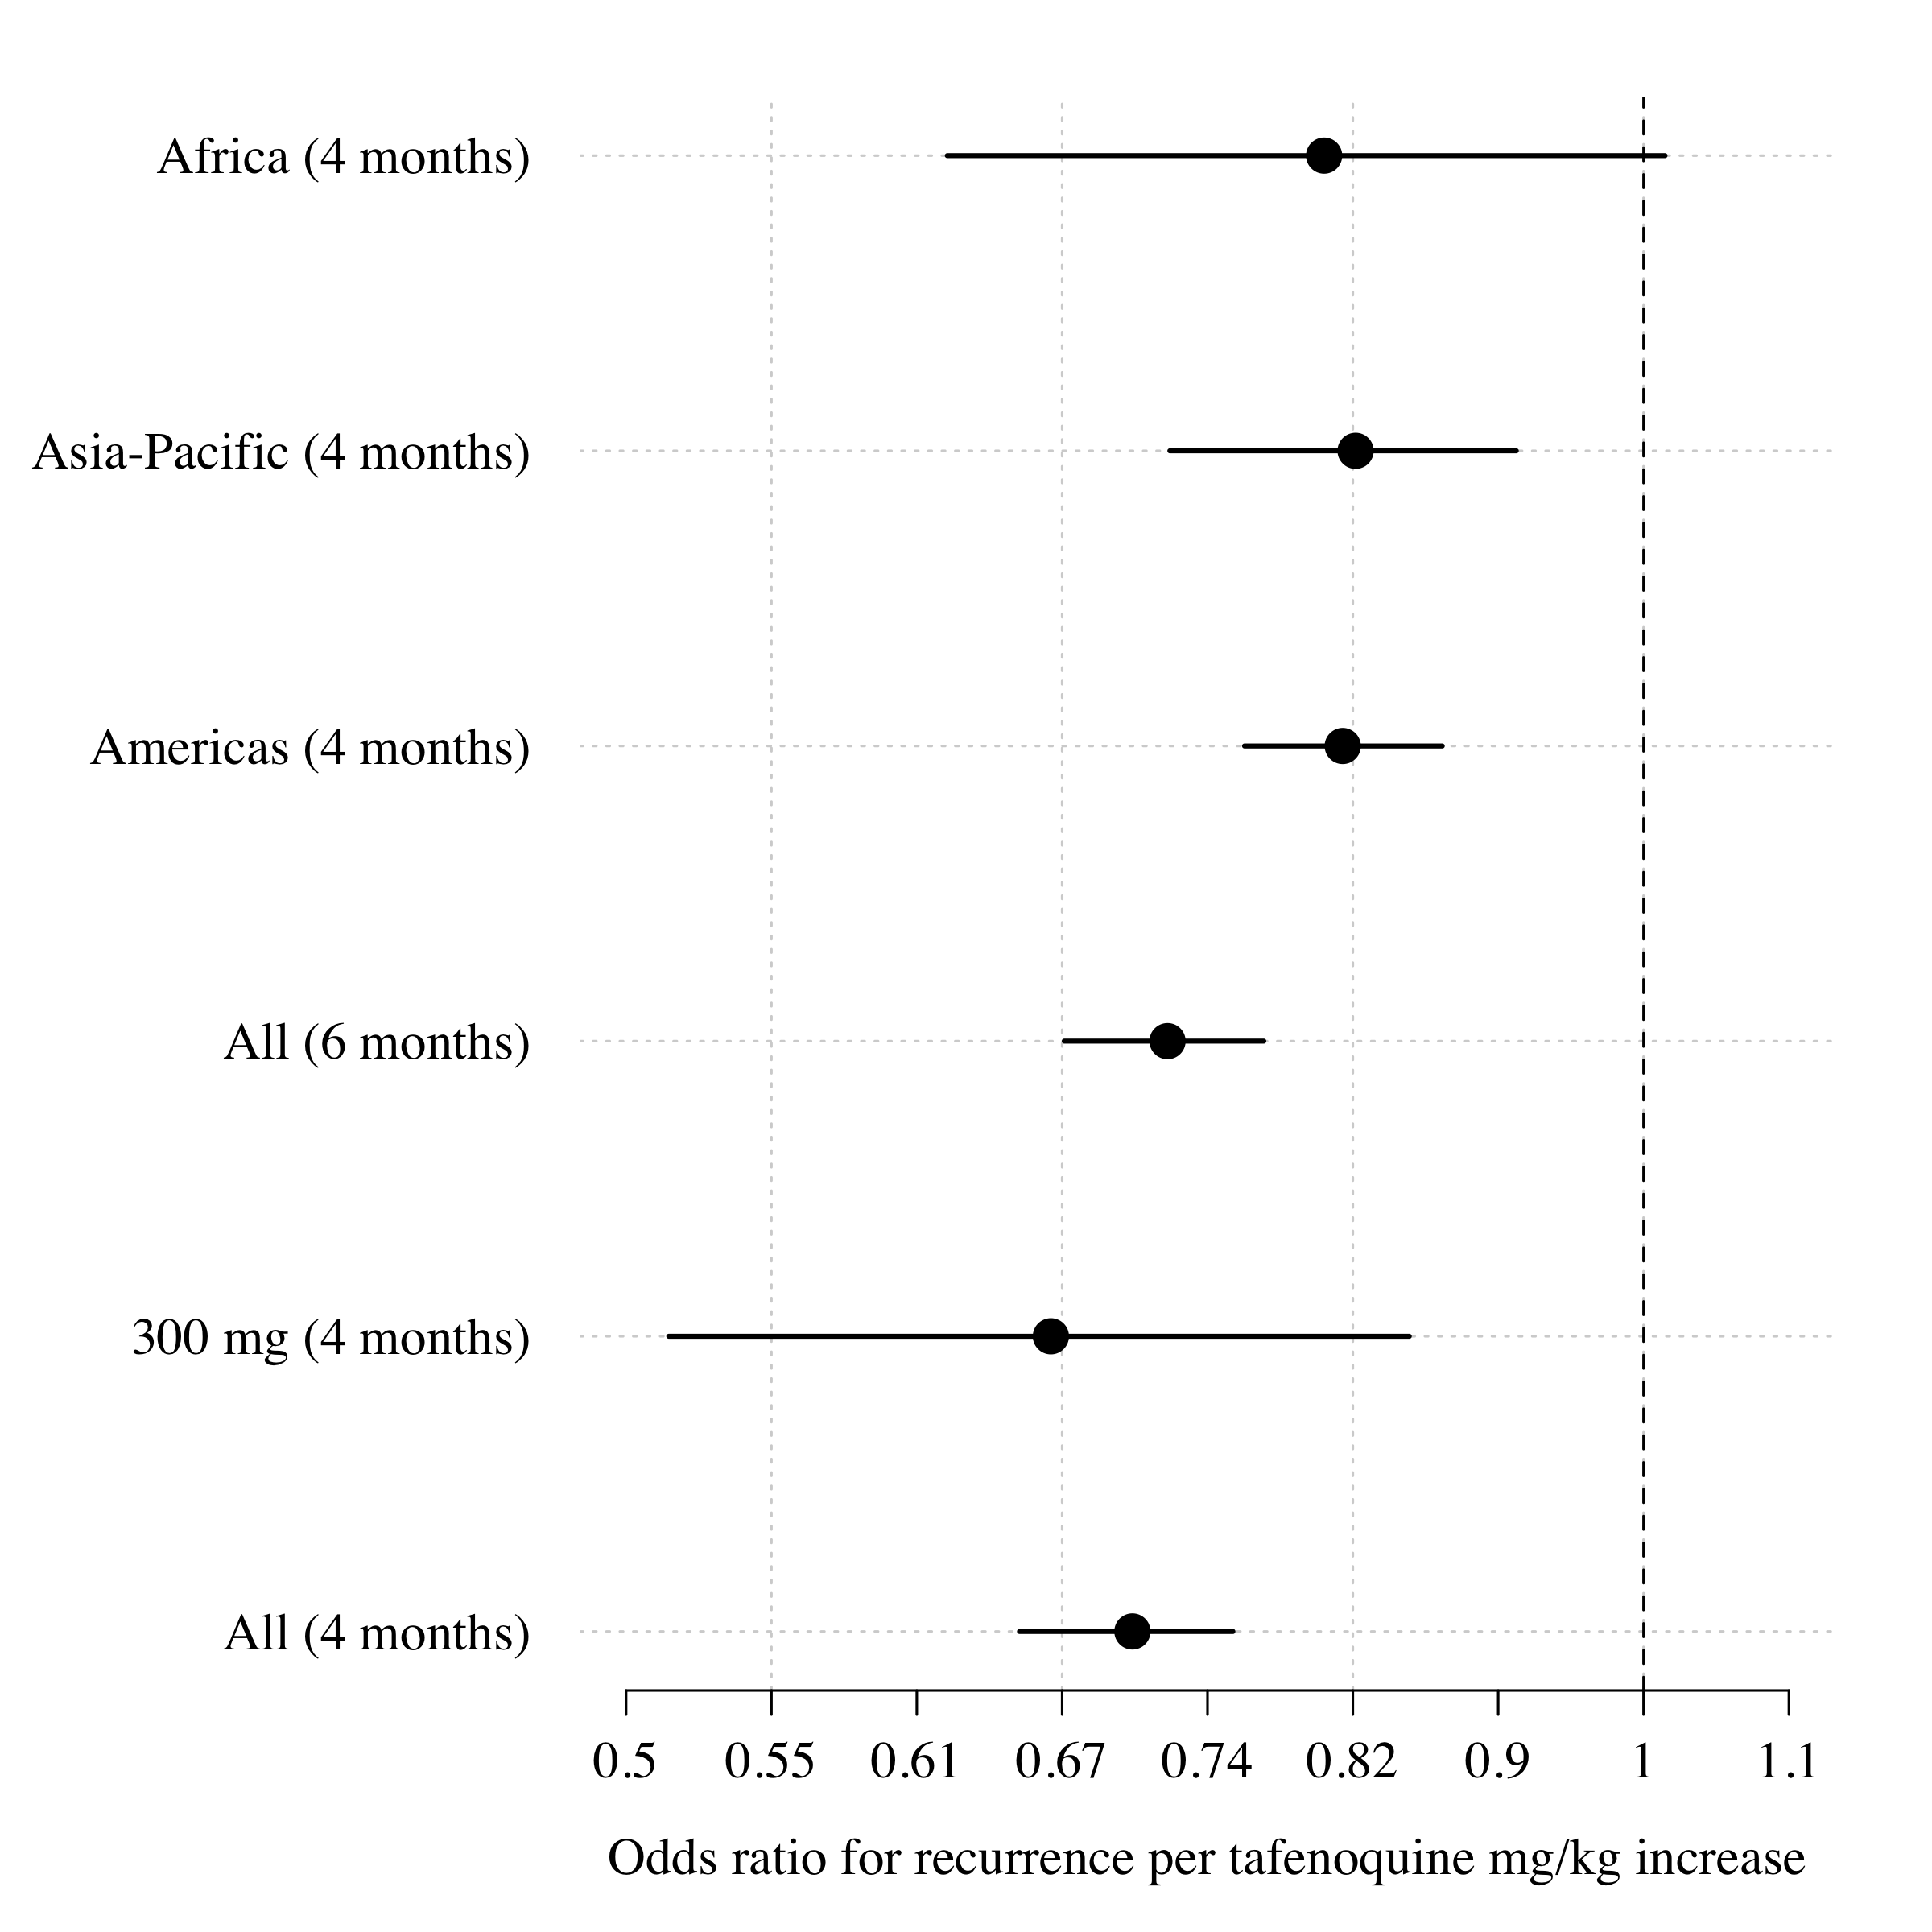 Africa (4 months)
Asia-Pacific (4 months)
Americas (4 months)
All (6 months)
300 mg (4 months)
All (4 months)
0.5 0.55 0.61 0.67 0.74 0.82 0.9 1 1.1
Odds ratio for recurrence per tafenoquine mg/kg increase